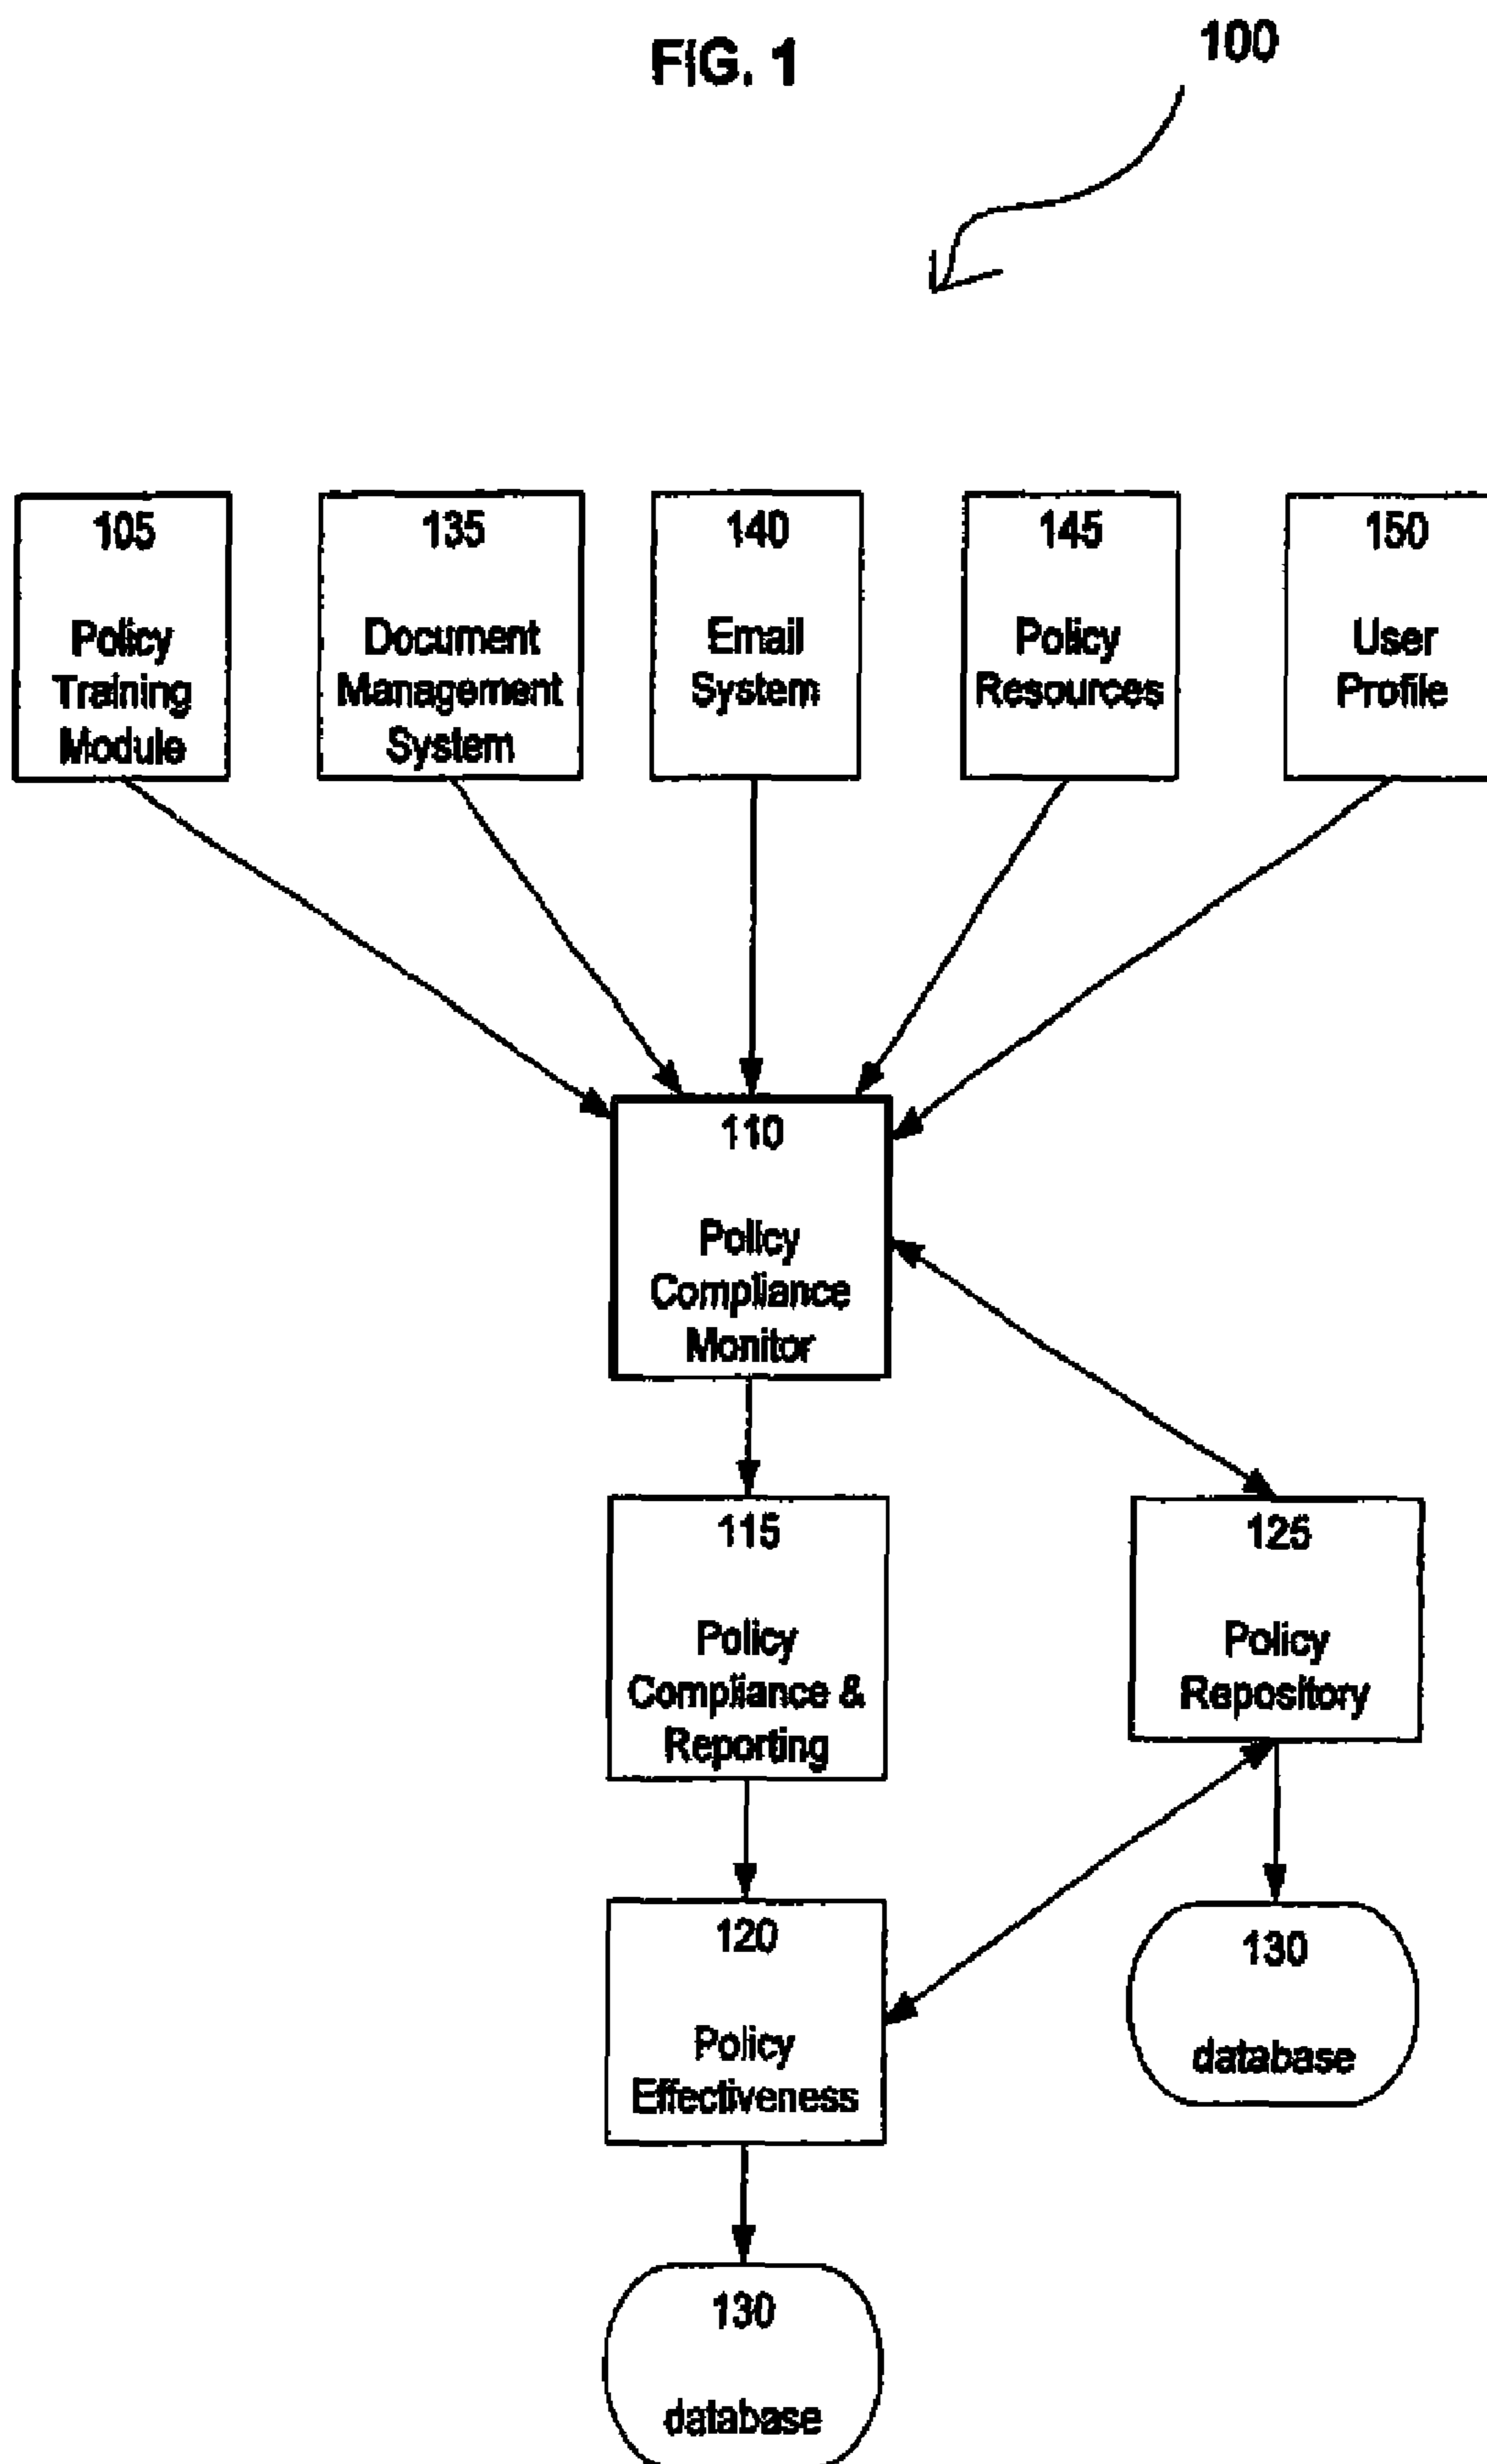 FIG. 1
100
105
Policy
Training
Module
135
Document
Management
System
140
Email
System
145
Policy
Resources
150
User
Profile
110
Policy
Compliance
Monitor
115
Policy
Compliance &
Reporting
125
Policy
Repository
120
Policy
Effectiveness
130
database
130
database